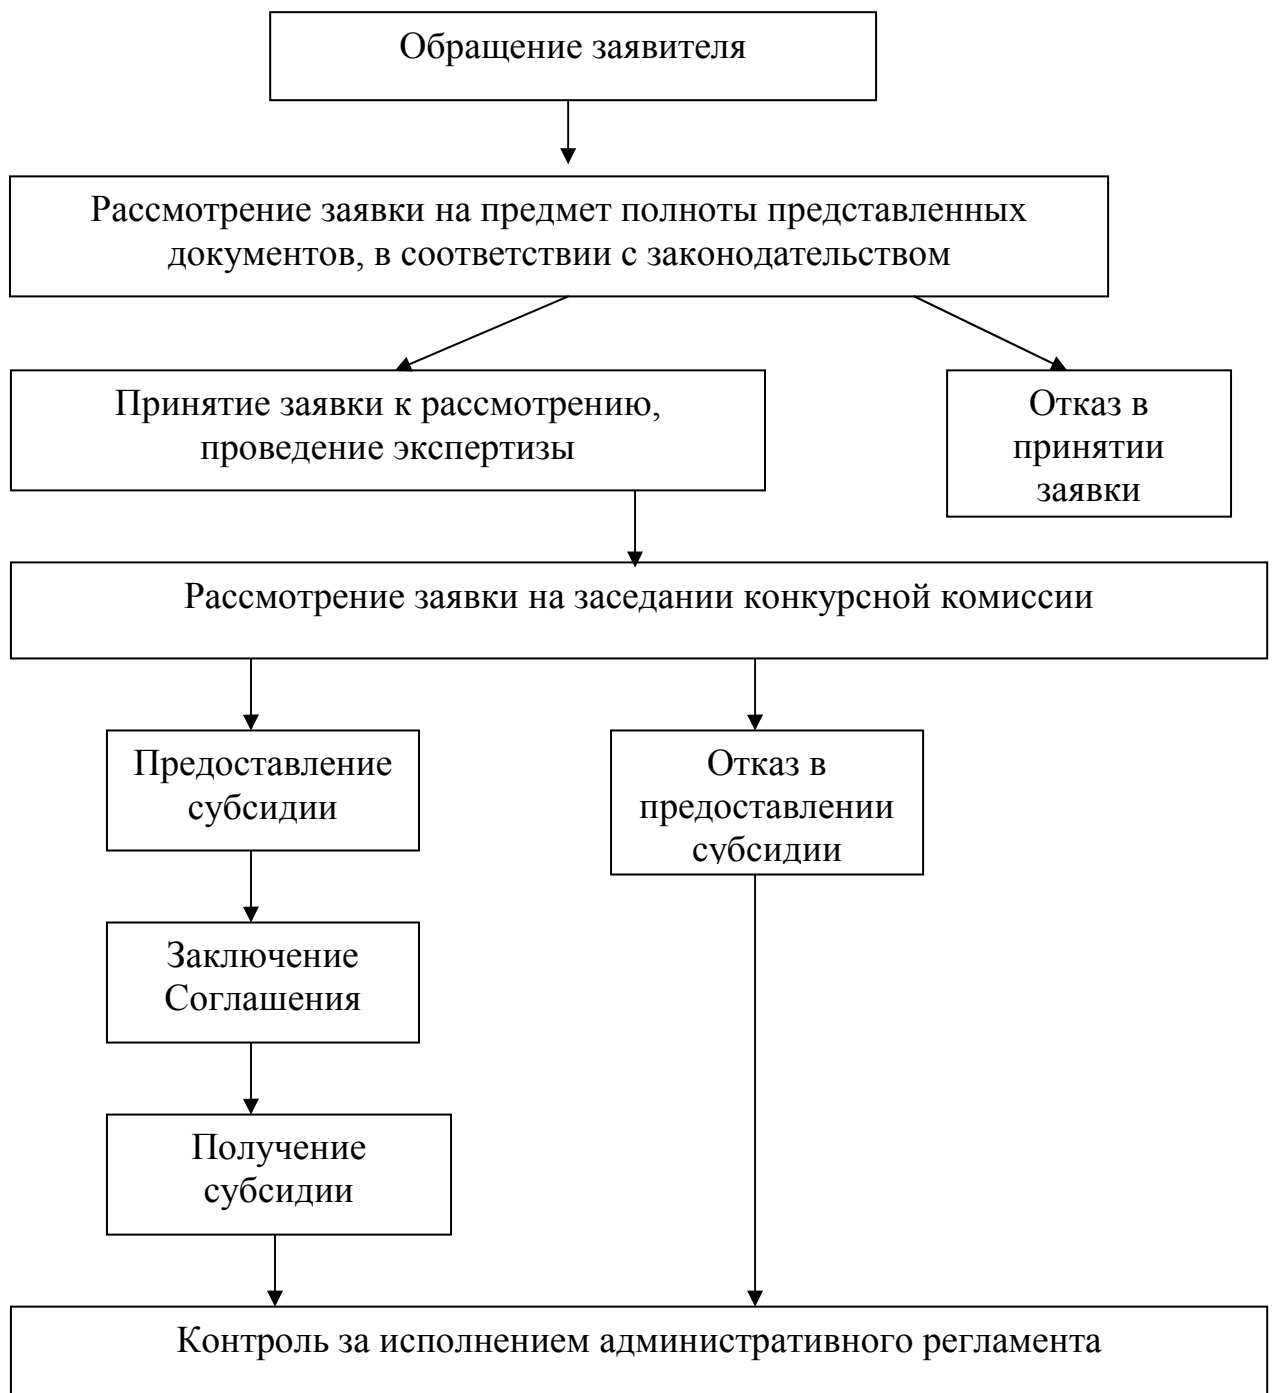 Обращение заявителя
Рассмотрение заявки на предмет полноты представленных
документов, в соответствии с законодательством
Принятие заявки к рассмотрению,
проведение экспертизы
Отказ в
принятии
заявки
Рассмотрение заявки на заседании конкурсной комиссии
Предоставление
субсидии
Отказ в
предоставлении
субсидии
Заключение
Соглашения
Получение
субсидии
Контроль за исполнением административного регламента